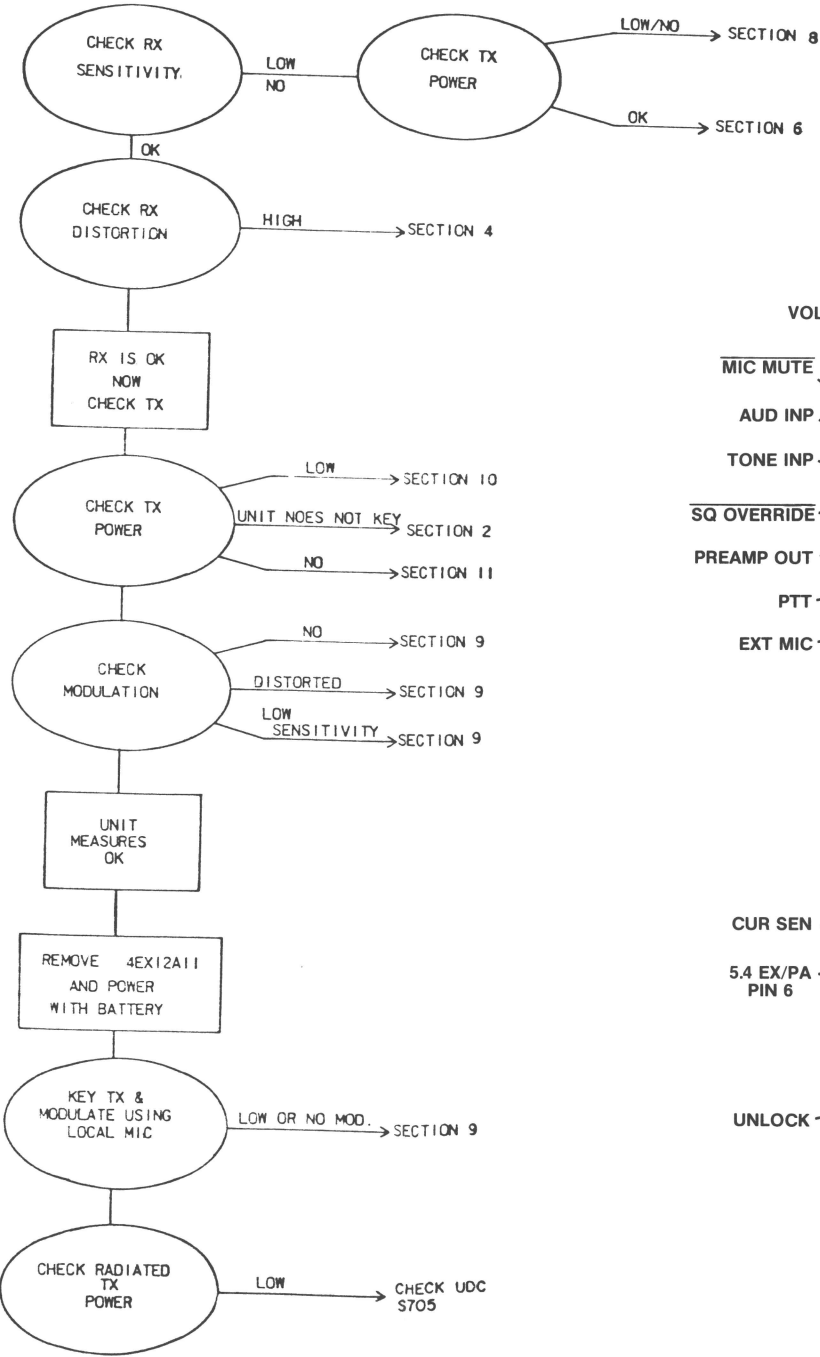 CHECK RX
SENSITIVITY.
LOW
NO
CHECK TX
POWER
LOW/NO
SECTION 8
OK
SECTION 6
OK
CHECK RX
DISTORTION
HIGH
SECTION 4
RX IS OK
NOW
CHECK TX
CHECK TX
POWER
LOW
SECTION 10
UNIT NOES NOT KEY
SECTION 2
NO
SECTION 11
CHECK
MODULATION
NO
SECTION 9
DISTORTED
SECTION 9
LOW
SENSITIVITY
SECTION 9
UNIT
MEASURES
OK
REMOVE 4EX12A11
AND POWER
WITH BATTERY
KEY TX &
MODULATE USING
LOCAL MIC
LOW OR NO MOD.
SECTION 9
CHECK RADIATED
TX
POWER
LOW
CHECK UDC
S705
VOL
MIC MUTE
AUD INP
TONE INP
SQ OVERRIDE
PREAMP OUT
PTT
EXT MIC
CUR SEN
5.4 EX/PA
PIN 6
UNLOCK